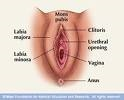 Mons
pubis
Labia
majora
Clitoris
Urethral
opening
Labia
minora
Vagina
Anus